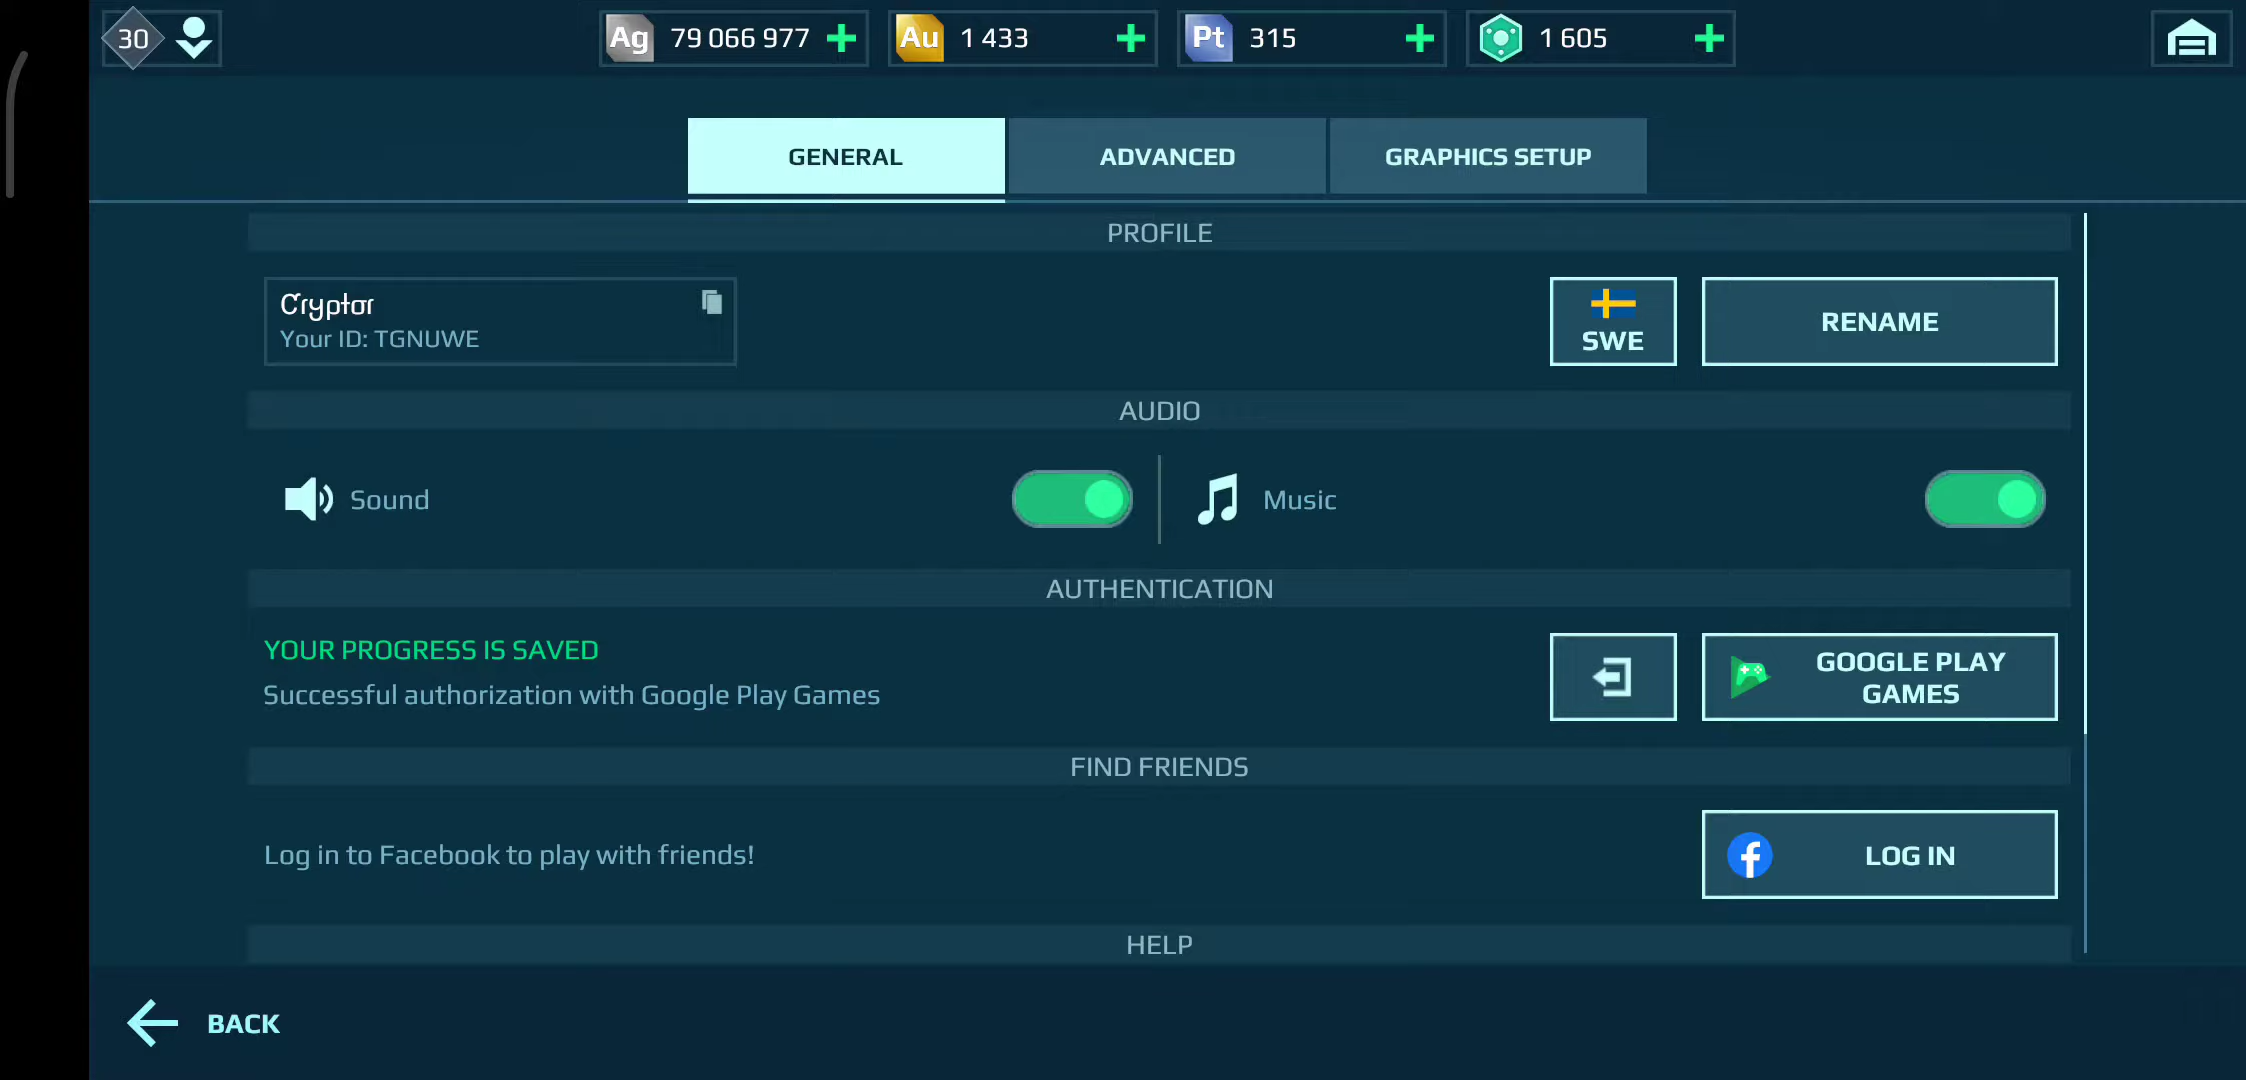 30
Ag 79 066 977
Au 1 433
Pt 315
1 605
GENERAL
ADVANCED
GRAPHICS SETUP
PROFILE
Cryptor
Your ID: TGNUWE
SWE
RENAME
AUDIO
Sound
Music
AUTHENTICATION
YOUR PROGRESS IS SAVED
Successful authorization with Google Play Games
GOOGLE PLAY
GAMES
FIND FRIENDS
Log in to Facebook to play with friends!
LOG IN
HELP
BACK